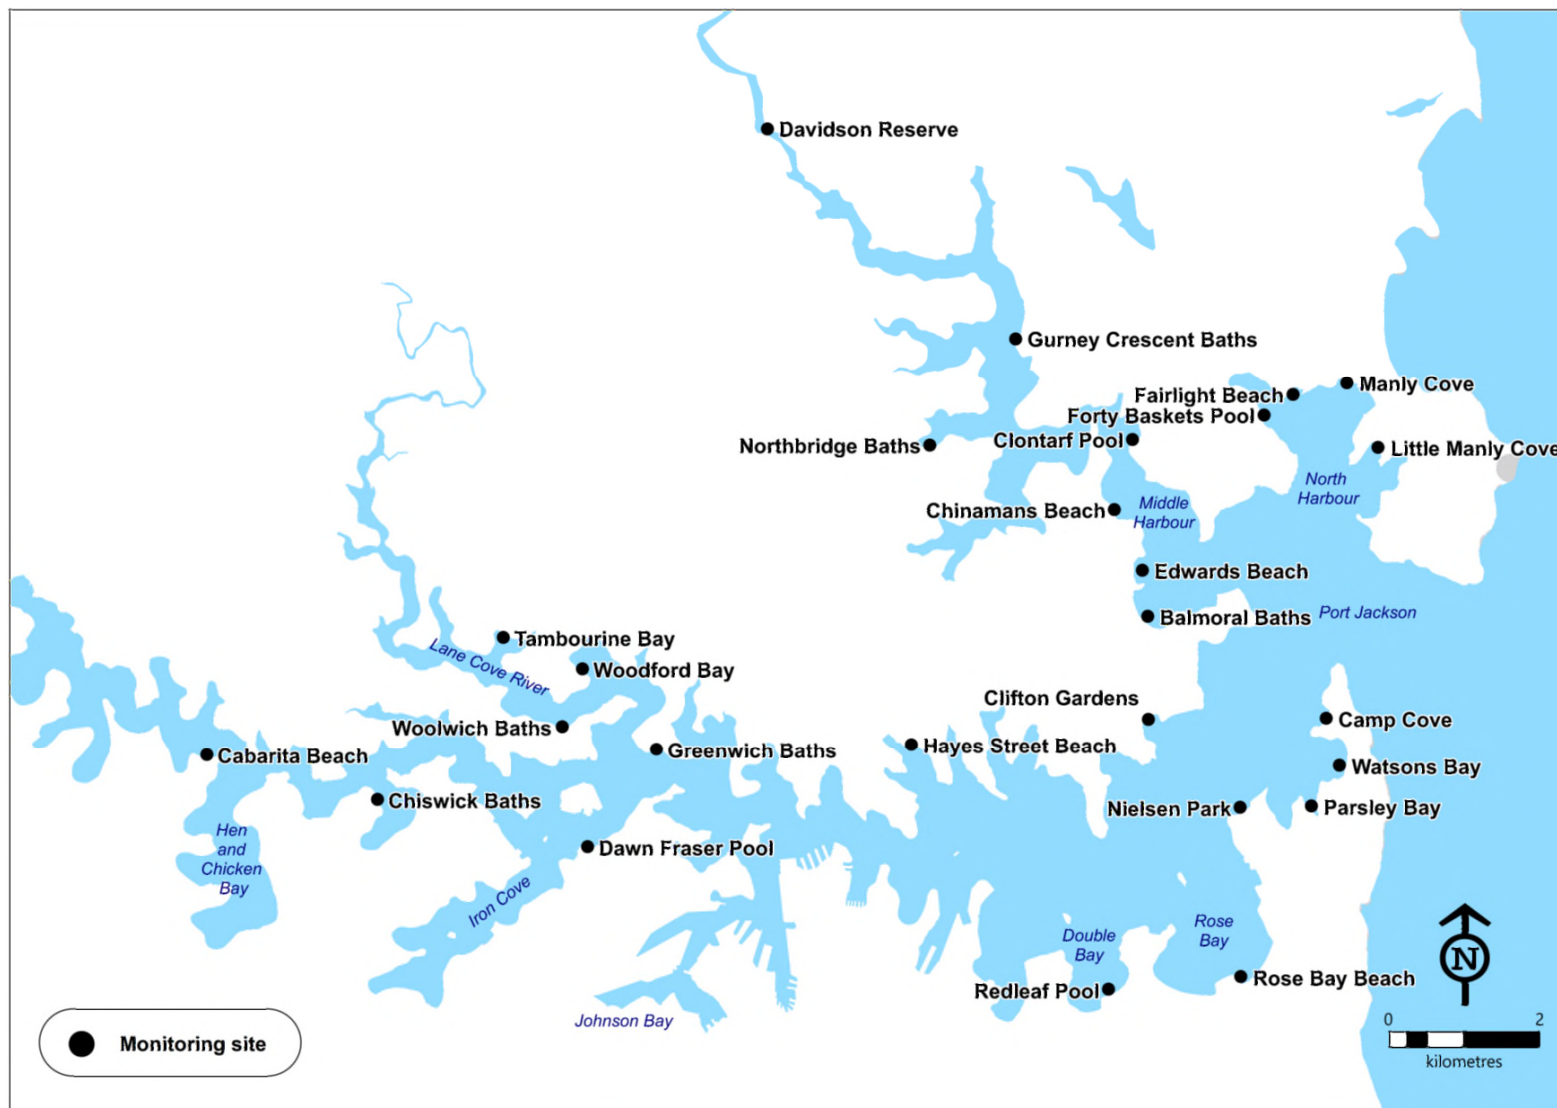 Davidson Reserve
Gurney Crescent Baths
Manly Cove
Fairlight Beach
Forty Baskets Pool
Clontarf Pool
Northbridge Baths
Little Manly Cove
North
Harbour
Chinamans Beach
Middle
Harbour
Edwards Beach
Balmoral Baths
Port Jackson
Tambourine Bay
Lane Cove River
Woodford Bay
Clifton Gardens
Camp Cove
Woolwich Baths
Greenwich Baths
Hayes Street Beach
Cabarita Beach
Watsons Bay
Chiswick Baths
Nielsen Park
Parsley Bay
Hen
and
Chicken
Bay
Dawn Fraser Pool
Iron Cove
Double
Bay
Rose
Bay
Redleaf Pool
Rose Bay Beach
Johnson Bay
N
0 2
kilometres
Monitoring site